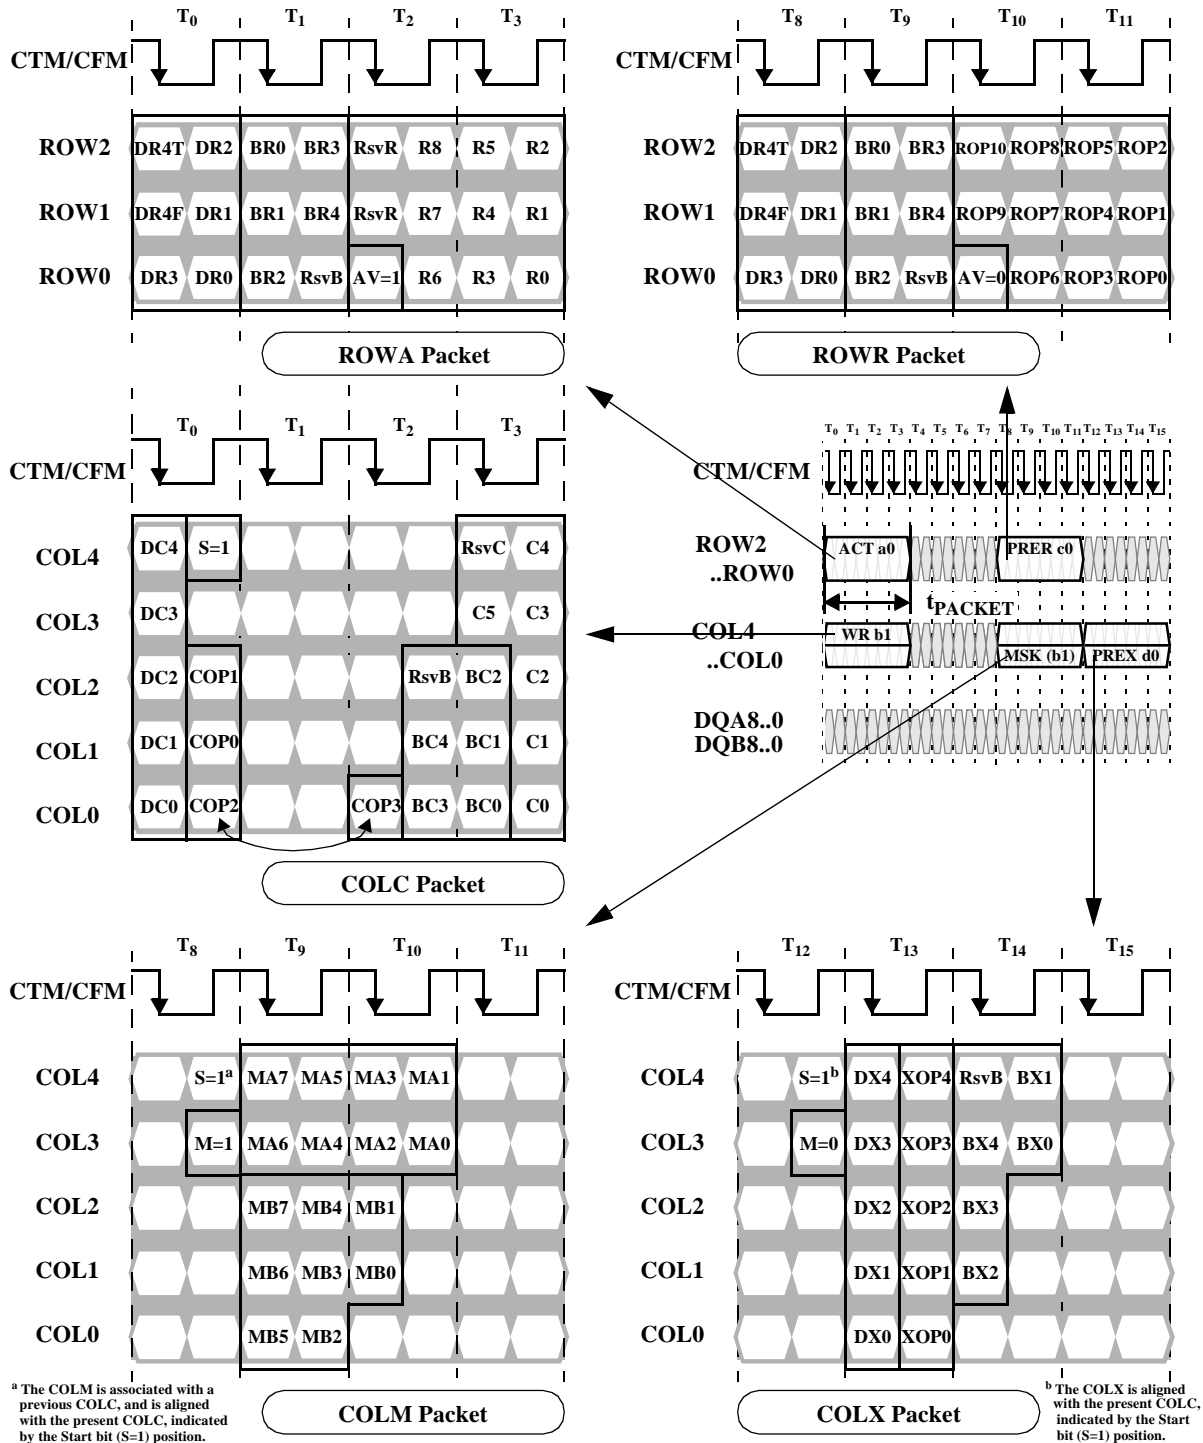 T0 T1 T2 T3
CTM/CFM
ROW2 DR4T DR2 BR0 BR3 RsvR R8 R5 R2
ROW1 DR4F DR1 BR1 BR4 RsvR R7 R4 R1
ROW0 DR3 DR0 BR2 RsvB AV=1 R6 R3 R0
ROWA Packet
T8 T9 T10 T11
CTM/CFM
ROW2 DR4T DR2 BR0 BR3 ROP10 ROP8 ROP5 ROP2
ROW1 DR4F DR1 BR1 BR4 ROP9 ROP7 ROP4 ROP1
ROW0 DR3 DR0 BR2 RsvB AV=0 ROP6 ROP3 ROP0
ROWR Packet
T0 T1 T2 T3
CTM/CFM
COL4 DC4 S=1 RsvC C4
COL3 DC3 C5 C3
COL2 DC2 COP1 RsvB BC2 C2
COL1 DC1 COP0 BC4 BC1 C1
COL0 DC0 COP2 COP3 BC3 BC0 C0
COLC Packet
T0 T1 T2 T3 T4 T5 T6 T7 T8 T9 T10 T11 T12 T13 T14 T15
CTM/CFM
ROW2 ACT a0 PRER c0
..ROW0
tPACKET
COL4 WR b1
..COL0 MSK (b1) PREX d0
DQA8..0
DQB8..0
T8 T9 T10 T11
CTM/CFM
COL4 S=1a MA7 MA5 MA3 MA1
COL3 M=1 MA6 MA4 MA2 MA0
COL2 MB7 MB4 MB1
COL1 MB6 MB3 MB0
COL0 MB5 MB2
COLM Packet
a The COLM is associated with a
previous COLC, and is aligned
with the present COLC, indicated
by the Start bit (S=1) position.
T12 T13 T14 T15
CTM/CFM
COL4 S=1b DX4 XOP4 RsvB BX1
COL3 M=0 DX3 XOP3 BX4 BX0
COL2 DX2 XOP2 BX3
COL1 DX1 XOP1 BX2
COL0 DX0 XOP0
COLX Packet
b The COLX is aligned
with the present COLC,
indicated by the Start
bit (S=1) position.